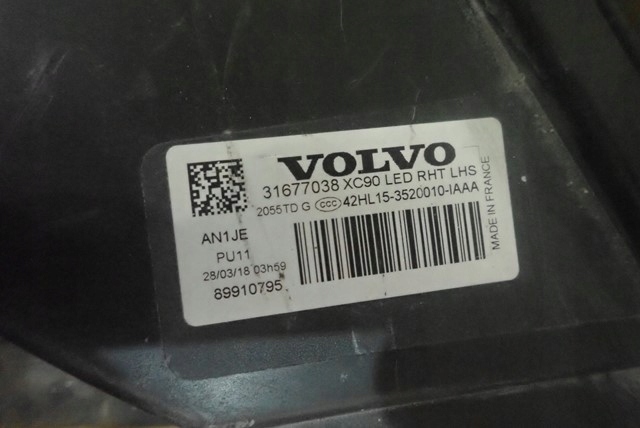 VOLVO
31677038 XC90 LED RHT LHS
2055TD G CCC 42HL15-3520010-IAAA
AN1JE
PU11
28/03/18 03h59
89910795
MADE IN FRANCE